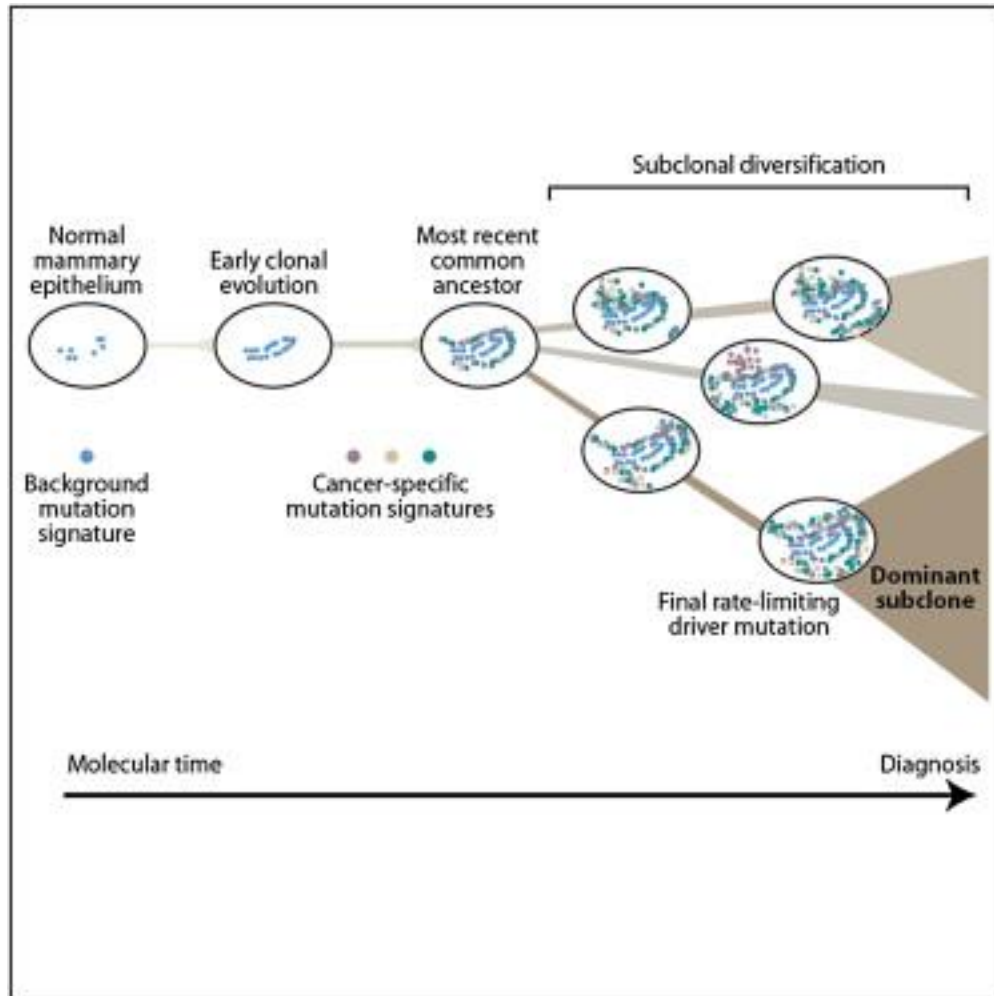 Subclonal diversification
Normal
mammary
epithelium
Early clonal
evolution
Most recent
common
ancestor
Background
mutation
signature
Cancer-specific
mutation signatures
Final rate-limiting
driver mutation
Dominant
subclone
Molecular time
Diagnosis